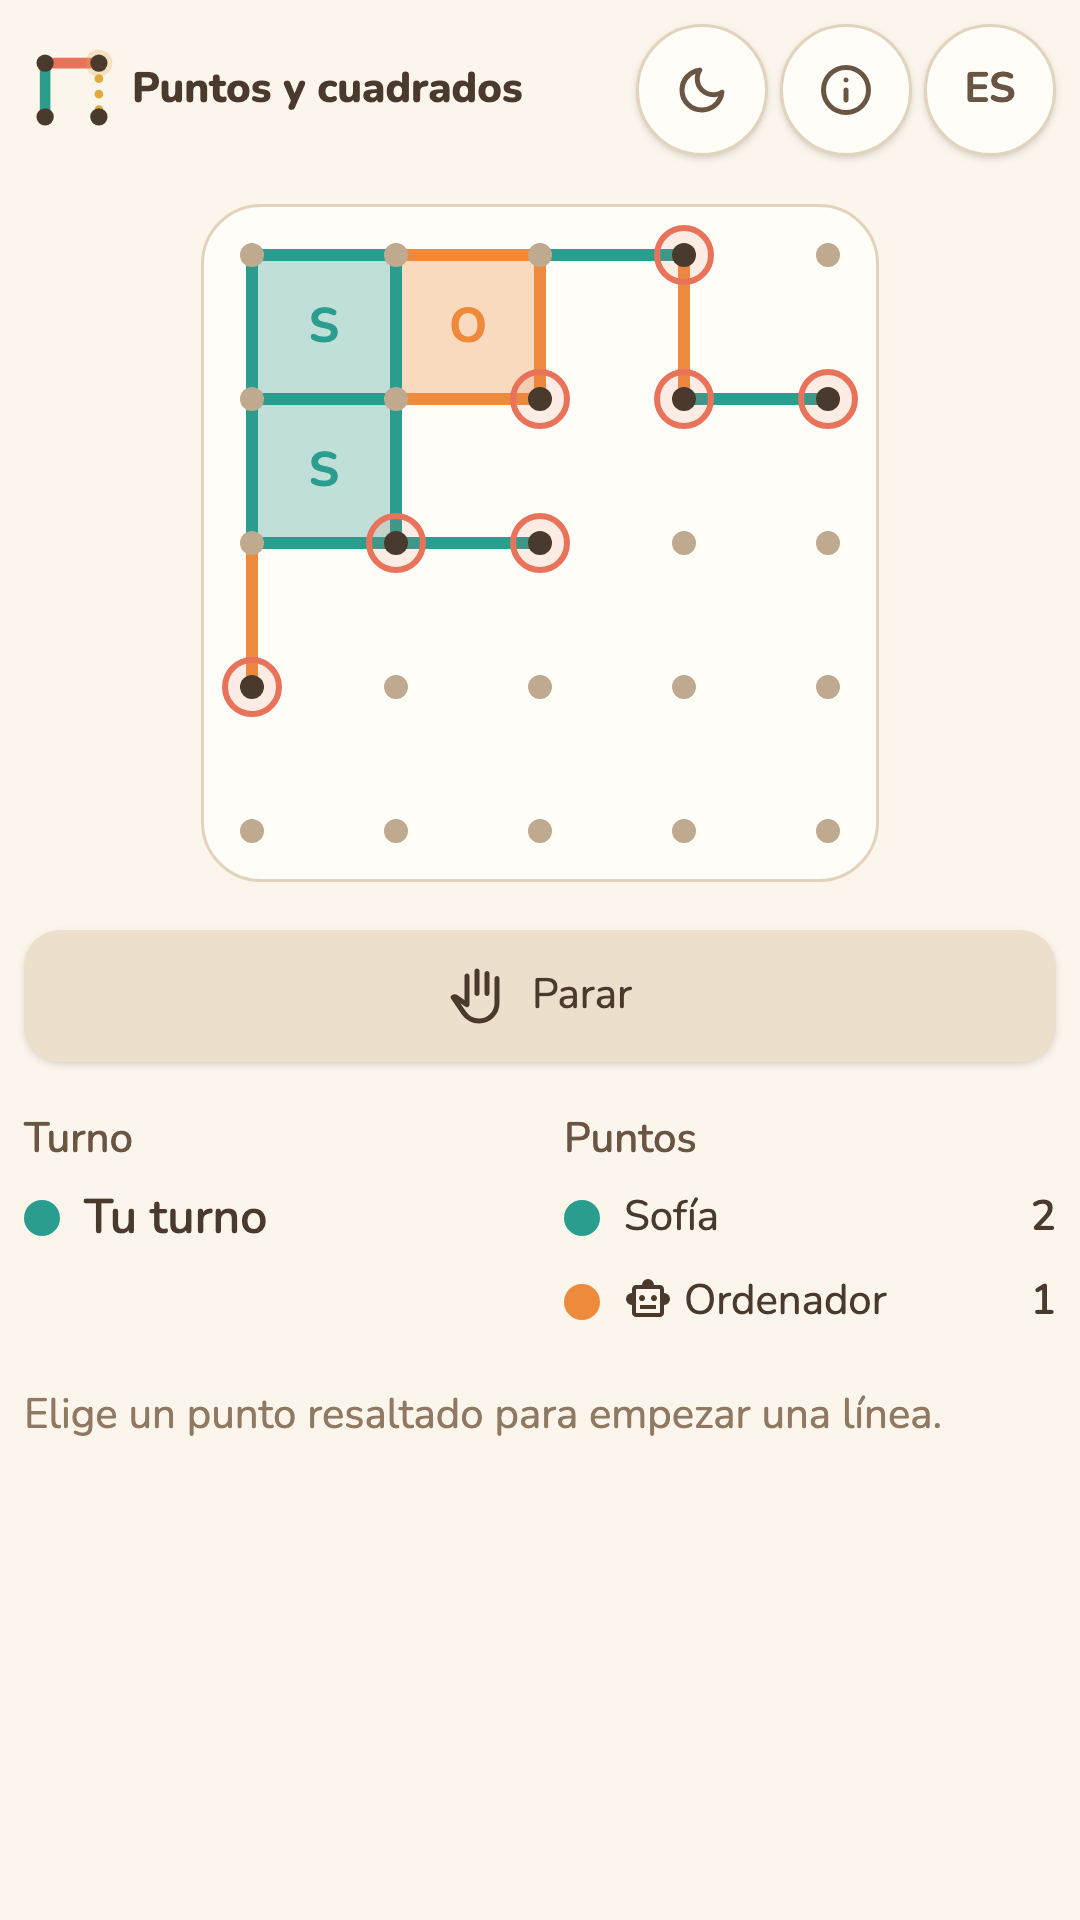 Puntos y cuadrados
ES
S O
S
Parar
Turno
Tu turno
Puntos
Sofía 2
Ordenador 1
Elige un punto resaltado para empezar una línea.